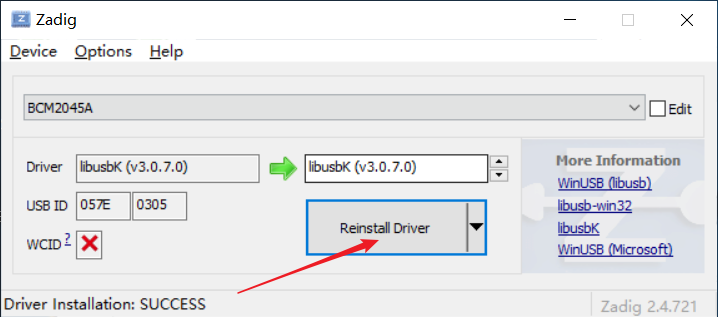 Zadig
Device Options Help
BCM2045A
Edit
Driver libusbK (v3.0.7.0) libusbK (v3.0.7.0)
USB ID 057E 0305
WCID ?
Reinstall Driver
More Information
WinUSB (libusb)
libusb-win32
libusbK
WinUSB (Microsoft)
Driver Installation: SUCCESS
Zadig 2.4.721